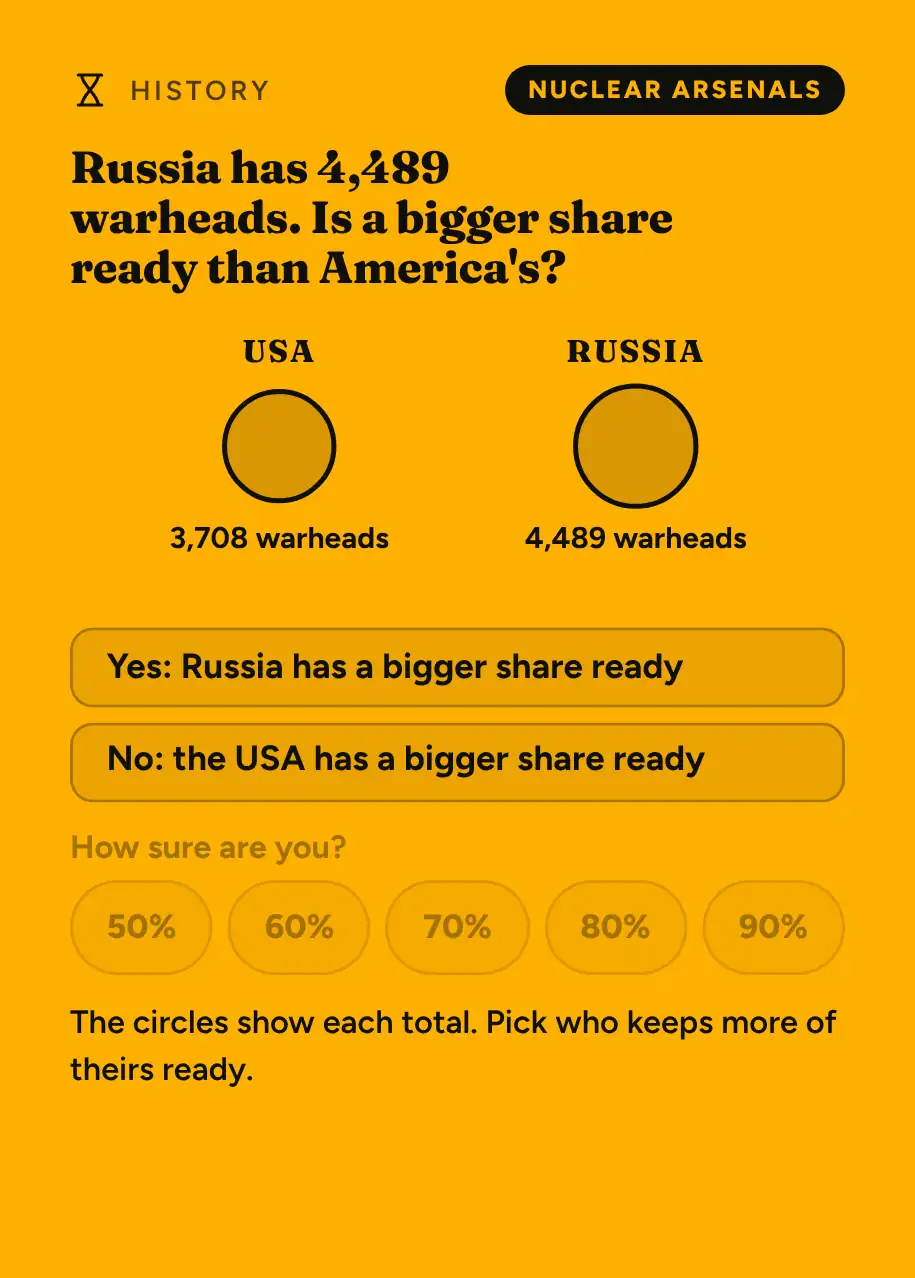 HISTORY
NUCLEAR ARSENALS
Russia has 4,489
warheads. Is a bigger share
ready than America's?
USA
RUSSIA
3,708 warheads
4,489 warheads
Yes: Russia has a bigger share ready
No: the USA has a bigger share ready
How sure are you?
50%
60%
70%
80%
90%
The circles show each total. Pick who keeps more of
theirs ready.